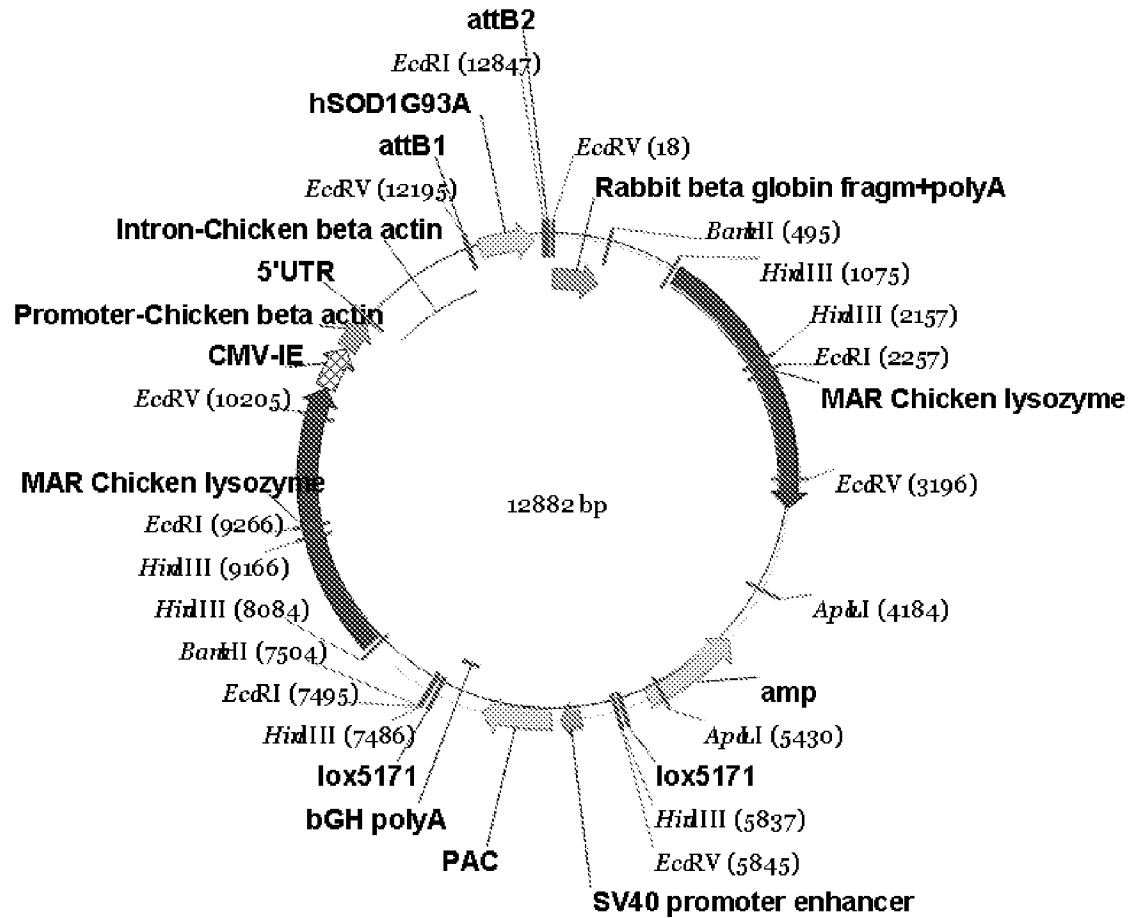 attB2
EcoRI (12847)
hSOD1G93A
attB1
EcoRV (12195)
Intron-Chicken beta actin
5'UTR
Promoter-Chicken beta actin
CMV-IE
EcoRV (10205)
MAR Chicken lysozyme
EcoRI (9266)
HindIII (9166)
HindIII (8084)
BamHI (7504)
EcoRI (7495)
HindIII (7486)
lox5171
bGH polyA
PAC
EcoRV (18)
Rabbit beta globin fragm+polyA
BamHI (495)
HindIII (1075)
HindIII (2157)
EcoRI (2257)
MAR Chicken lysozyme
EcoRV (3196)
12882 bp
ApaLI (4184)
amp
ApaLI (5430)
lox5171
HindIII (5837)
EcoRV (5845)
SV40 promoter enhancer